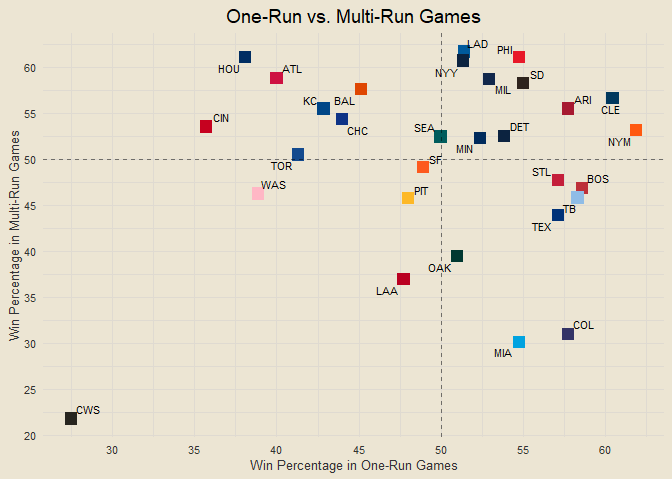 One-Run vs. Multi-Run Games
Win Percentage in Multi-Run Games
60
55
50
45
40
35
30
25
20
LAD
PHI
HOU
ATL
NYY
SD
MIL
KC
BAL
ARI
CLE
CIN
CHC
SEA
DET
NYM
MIN
TOR
SF
WAS
STL
BOS
PIT
TB
TEX
OAK
LAA
COL
MIA
CWS
30
35
40
45
50
55
60
Win Percentage in One-Run Games